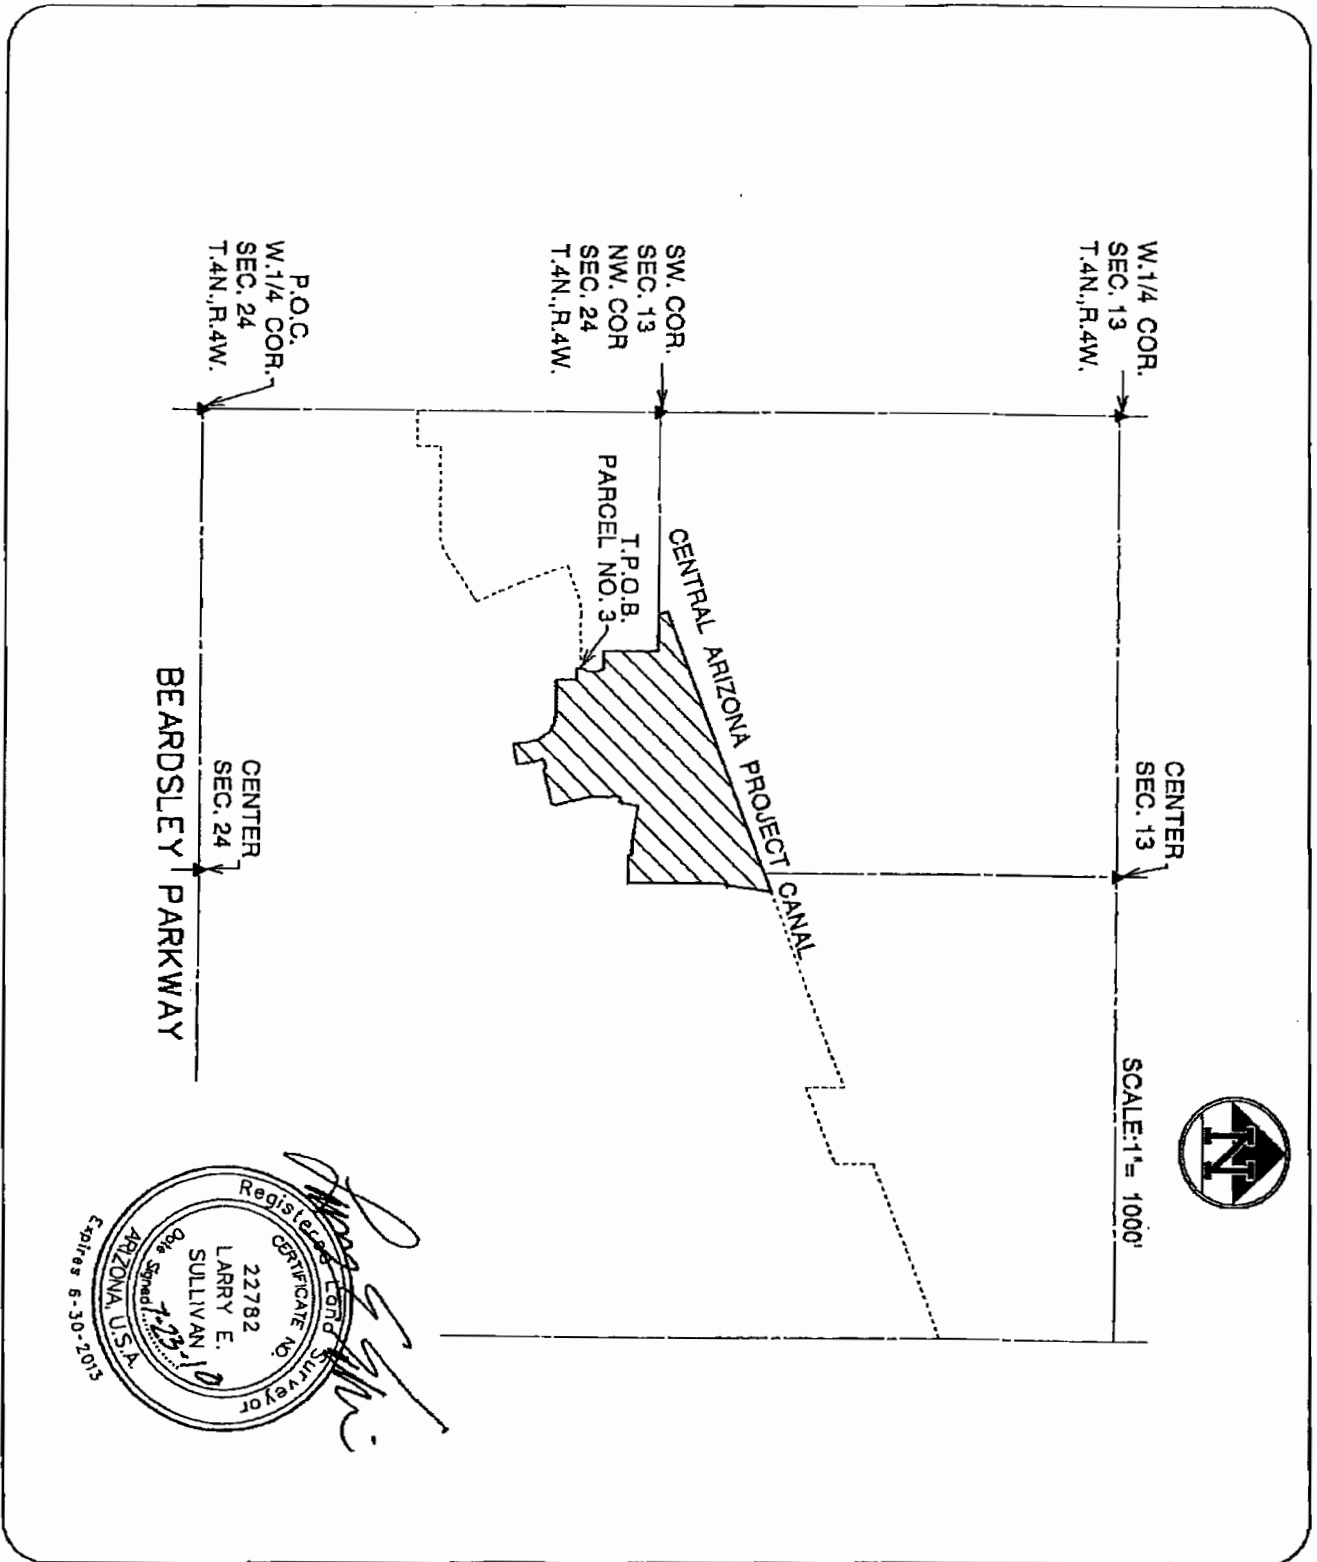 N
SCALE:1"= 1000'
W.1/4 COR.
SEC. 13
T.4N.,R.4W.
CENTER
SEC. 13
CENTRAL ARIZONA PROJECT CANAL
SW. COR.
SEC. 13
NW. COR
SEC. 24
T.4N.,R.4W.
T.P.O.B.
PARCEL NO. 3
P.O.C.
W.1/4 COR.
SEC. 24
T.4N.,R.4W.
CENTER
SEC. 24
BEARDSLEY PARKWAY
Registered Land Surveyor
CERTIFICATE NO.
22782
LARRY E.
SULLIVAN
Date Signed 7-23-10
ARIZONA, U.S.A.
Expires 6-30-2013